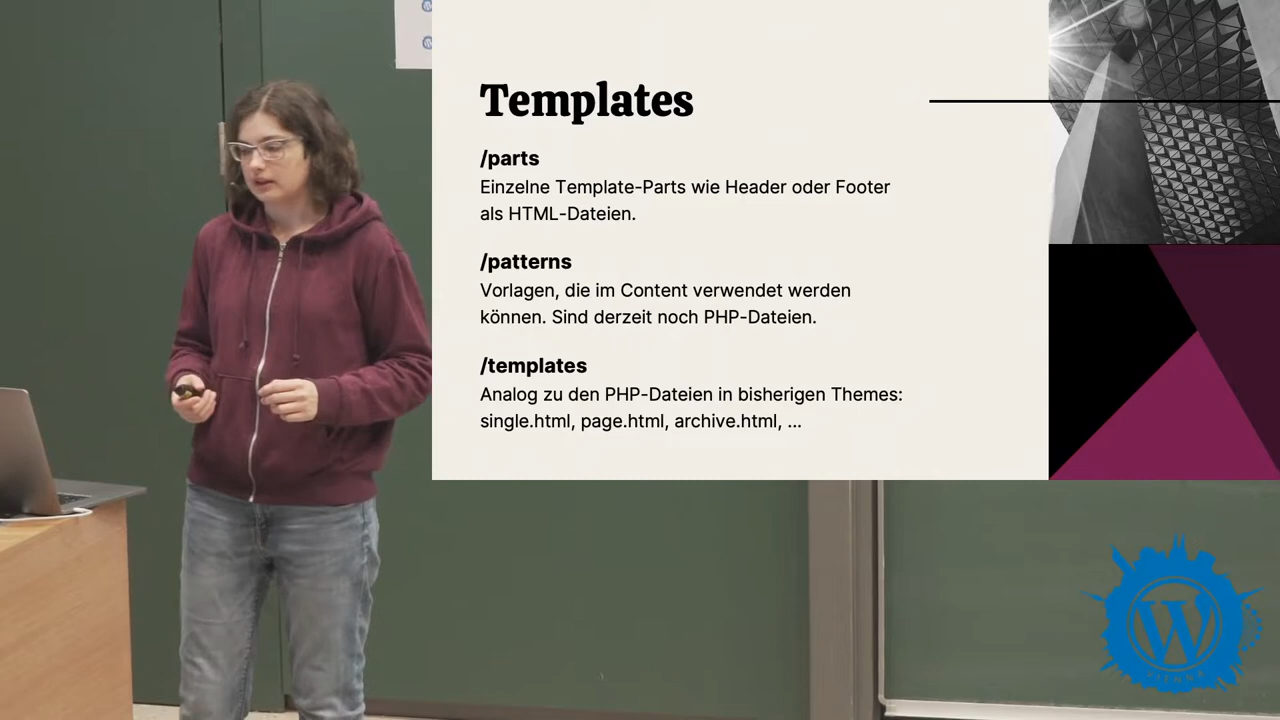 Templates
/parts
Einzelne Template-Parts wie Header oder Footer
als HTML-Dateien.
/patterns
Vorlagen, die im Content verwendet werden
können. Sind derzeit noch PHP-Dateien.
/templates
Analog zu den PHP-Dateien in bisherigen Themes:
single.html, page.html, archive.html, ...
W
VIENNA